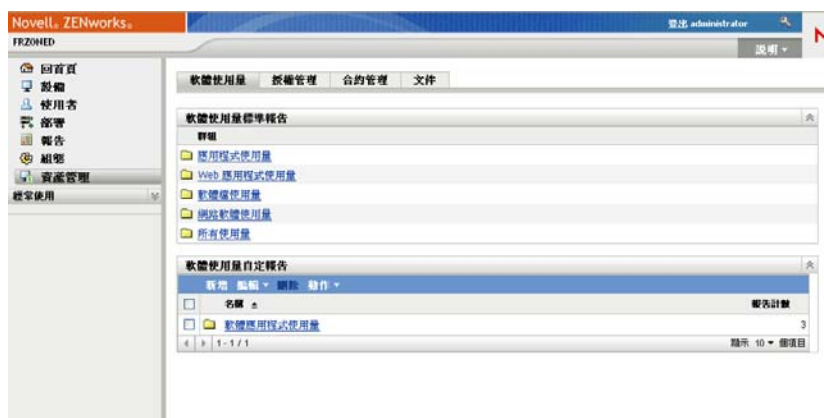 Novell® ZENworks®
登出 administrator
FRZONED
說明
回首頁
設備
使用者
部署
報告
組態
資產管理
經常使用
軟體使用量 授權管理 合約管理 文件
軟體使用量標準報告
群組
應用程式使用量
Web 應用程式使用量
軟體檔使用量
網路軟體使用量
所有使用量
軟體使用量自定報告
新增 編輯 刪除 動作
名稱 報告計數
軟體應用程式使用量 3
1 - 1 / 1 顯示 10 個項目